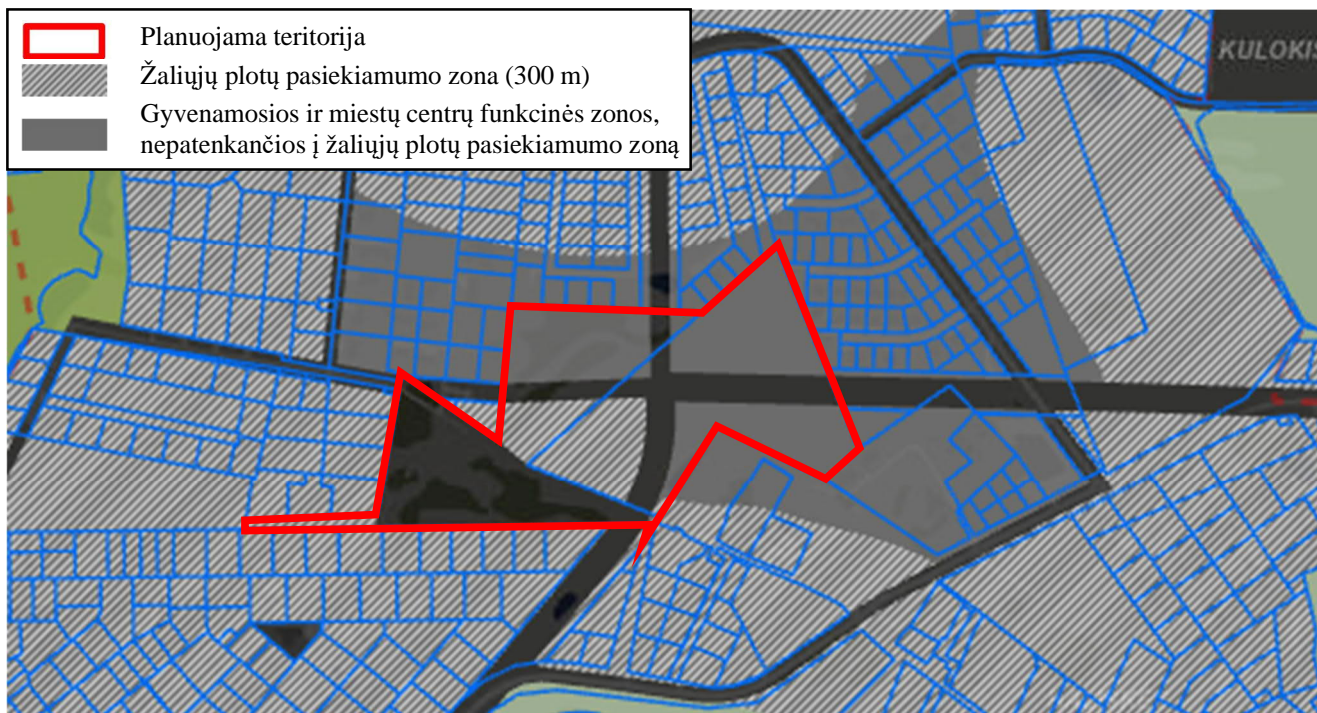 Planuojama teritorija
Žaliųjų plotų pasiekiamumo zona (300 m)
Gyvenamosios ir miestų centrų funkcinės zonos,
nepatenkančios į žaliųjų plotų pasiekiamumo zoną
KULOKIS